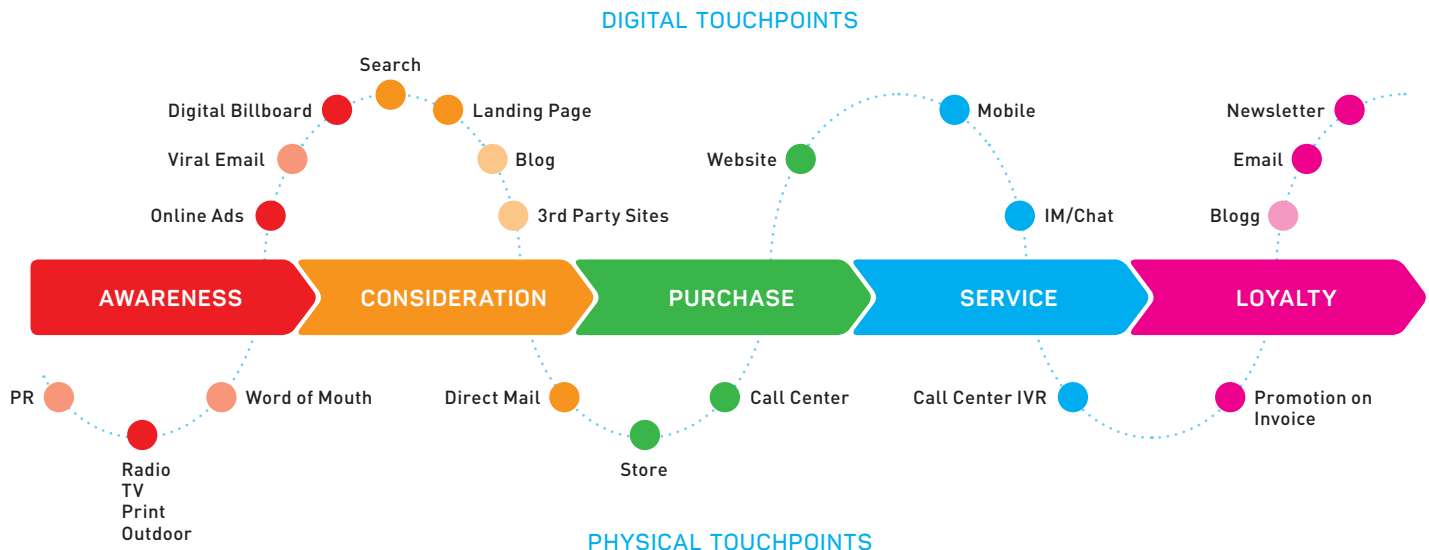 DIGITAL TOUCHPOINTS
Search
Digital Billboard
Landing Page
Mobile
Newsletter
Viral Email
Blog
Website
Email
Online Ads
3rd Party Sites
IM/Chat
Blogg
AWARENESS
CONSIDERATION
PURCHASE
SERVICE
LOYALTY
PR
Word of Mouth
Direct Mail
Call Center
Call Center IVR
Promotion on
Invoice
Radio
TV
Print
Outdoor
Store
PHYSICAL TOUCHPOINTS